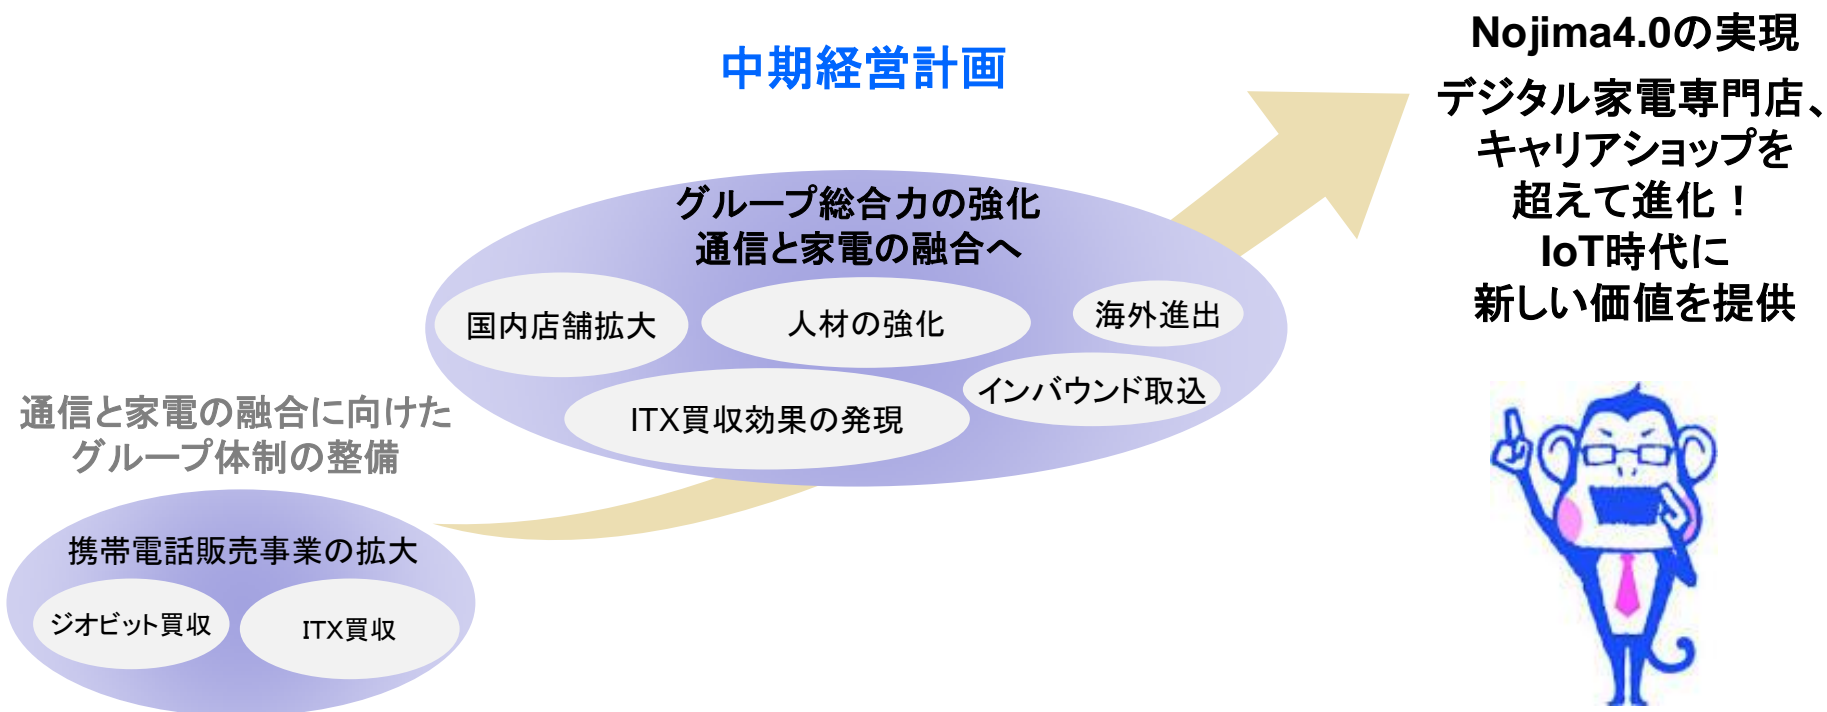 中期経営計画
Nojima4.0の実現
デジタル家電専門店、
キャリアショップを
超えて進化！
IoT時代に
新しい価値を提供
グループ総合力の強化
通信と家電の融合へ
国内店舗拡大
人材の強化
海外進出
ITX買収効果の発現
インバウンド取込
通信と家電の融合に向けた
グループ体制の整備
携帯電話販売事業の拡大
ジオビット買収
ITX買収